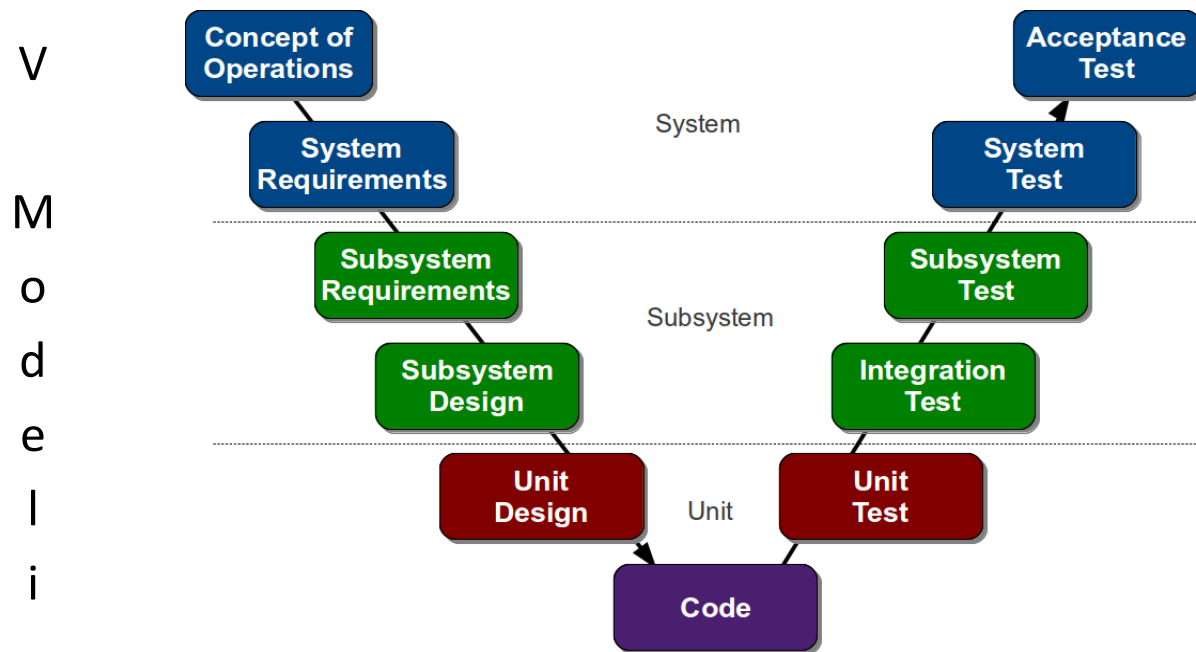 V Modeli
Concept of
Operations
Acceptance
Test
System
System
Requirements
System
Test
Subsystem
Requirements
Subsystem
Test
Subsystem
Subsystem
Design
Integration
Test
Unit
Design
Unit
Unit
Test
Code